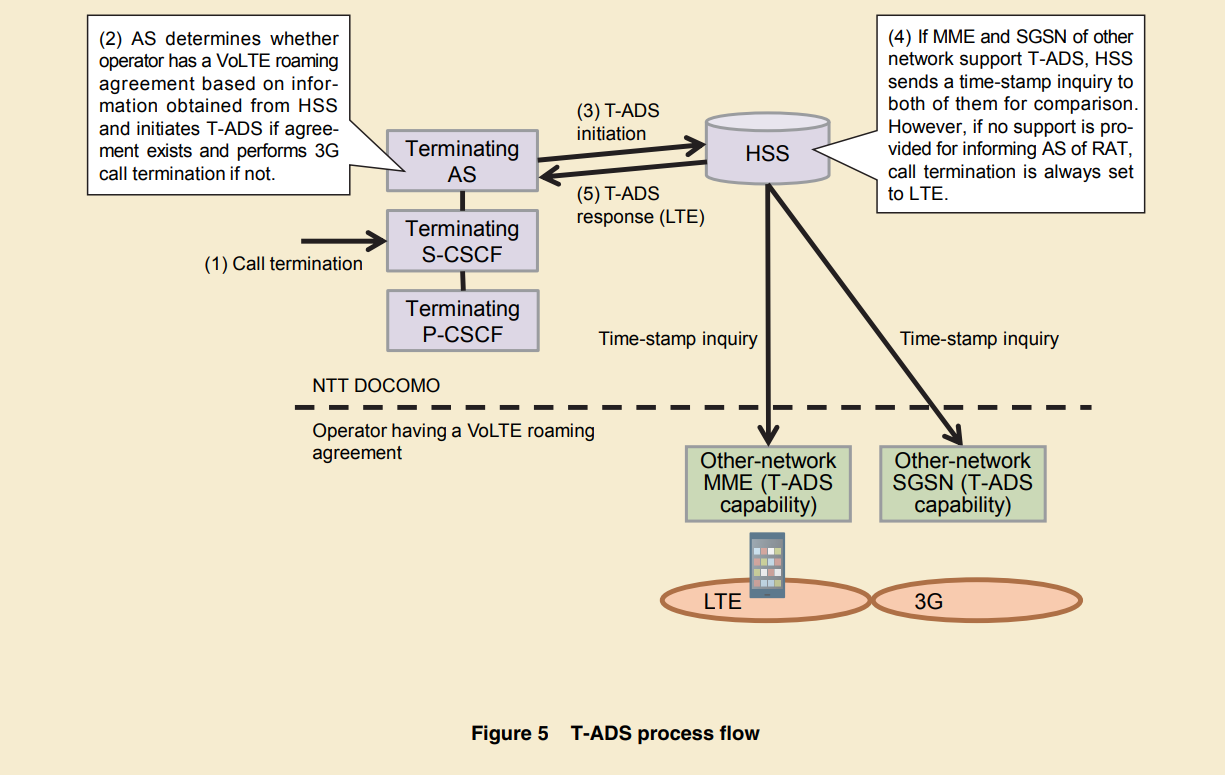 (2) AS determines whether
operator has a VoLTE roaming
agreement based on infor-
mation obtained from HSS
and initiates T-ADS if agree-
ment exists and performs 3G
call termination if not.
(4) If MME and SGSN of other
network support T-ADS, HSS
sends a time-stamp inquiry to
both of them for comparison.
However, if no support is pro-
vided for informing AS of RAT,
call termination is always set
to LTE.
(3) T-ADS
initiation
Terminating
AS
HSS
(5) T-ADS
response (LTE)
Terminating
S-CSCF
(1) Call termination
Terminating
P-CSCF
Time-stamp inquiry
Time-stamp inquiry
NTT DOCOMO
Operator having a VoLTE roaming
agreement
Other-network
MME (T-ADS
capability)
Other-network
SGSN (T-ADS
capability)
LTE
3G
Figure 5 T-ADS process flow